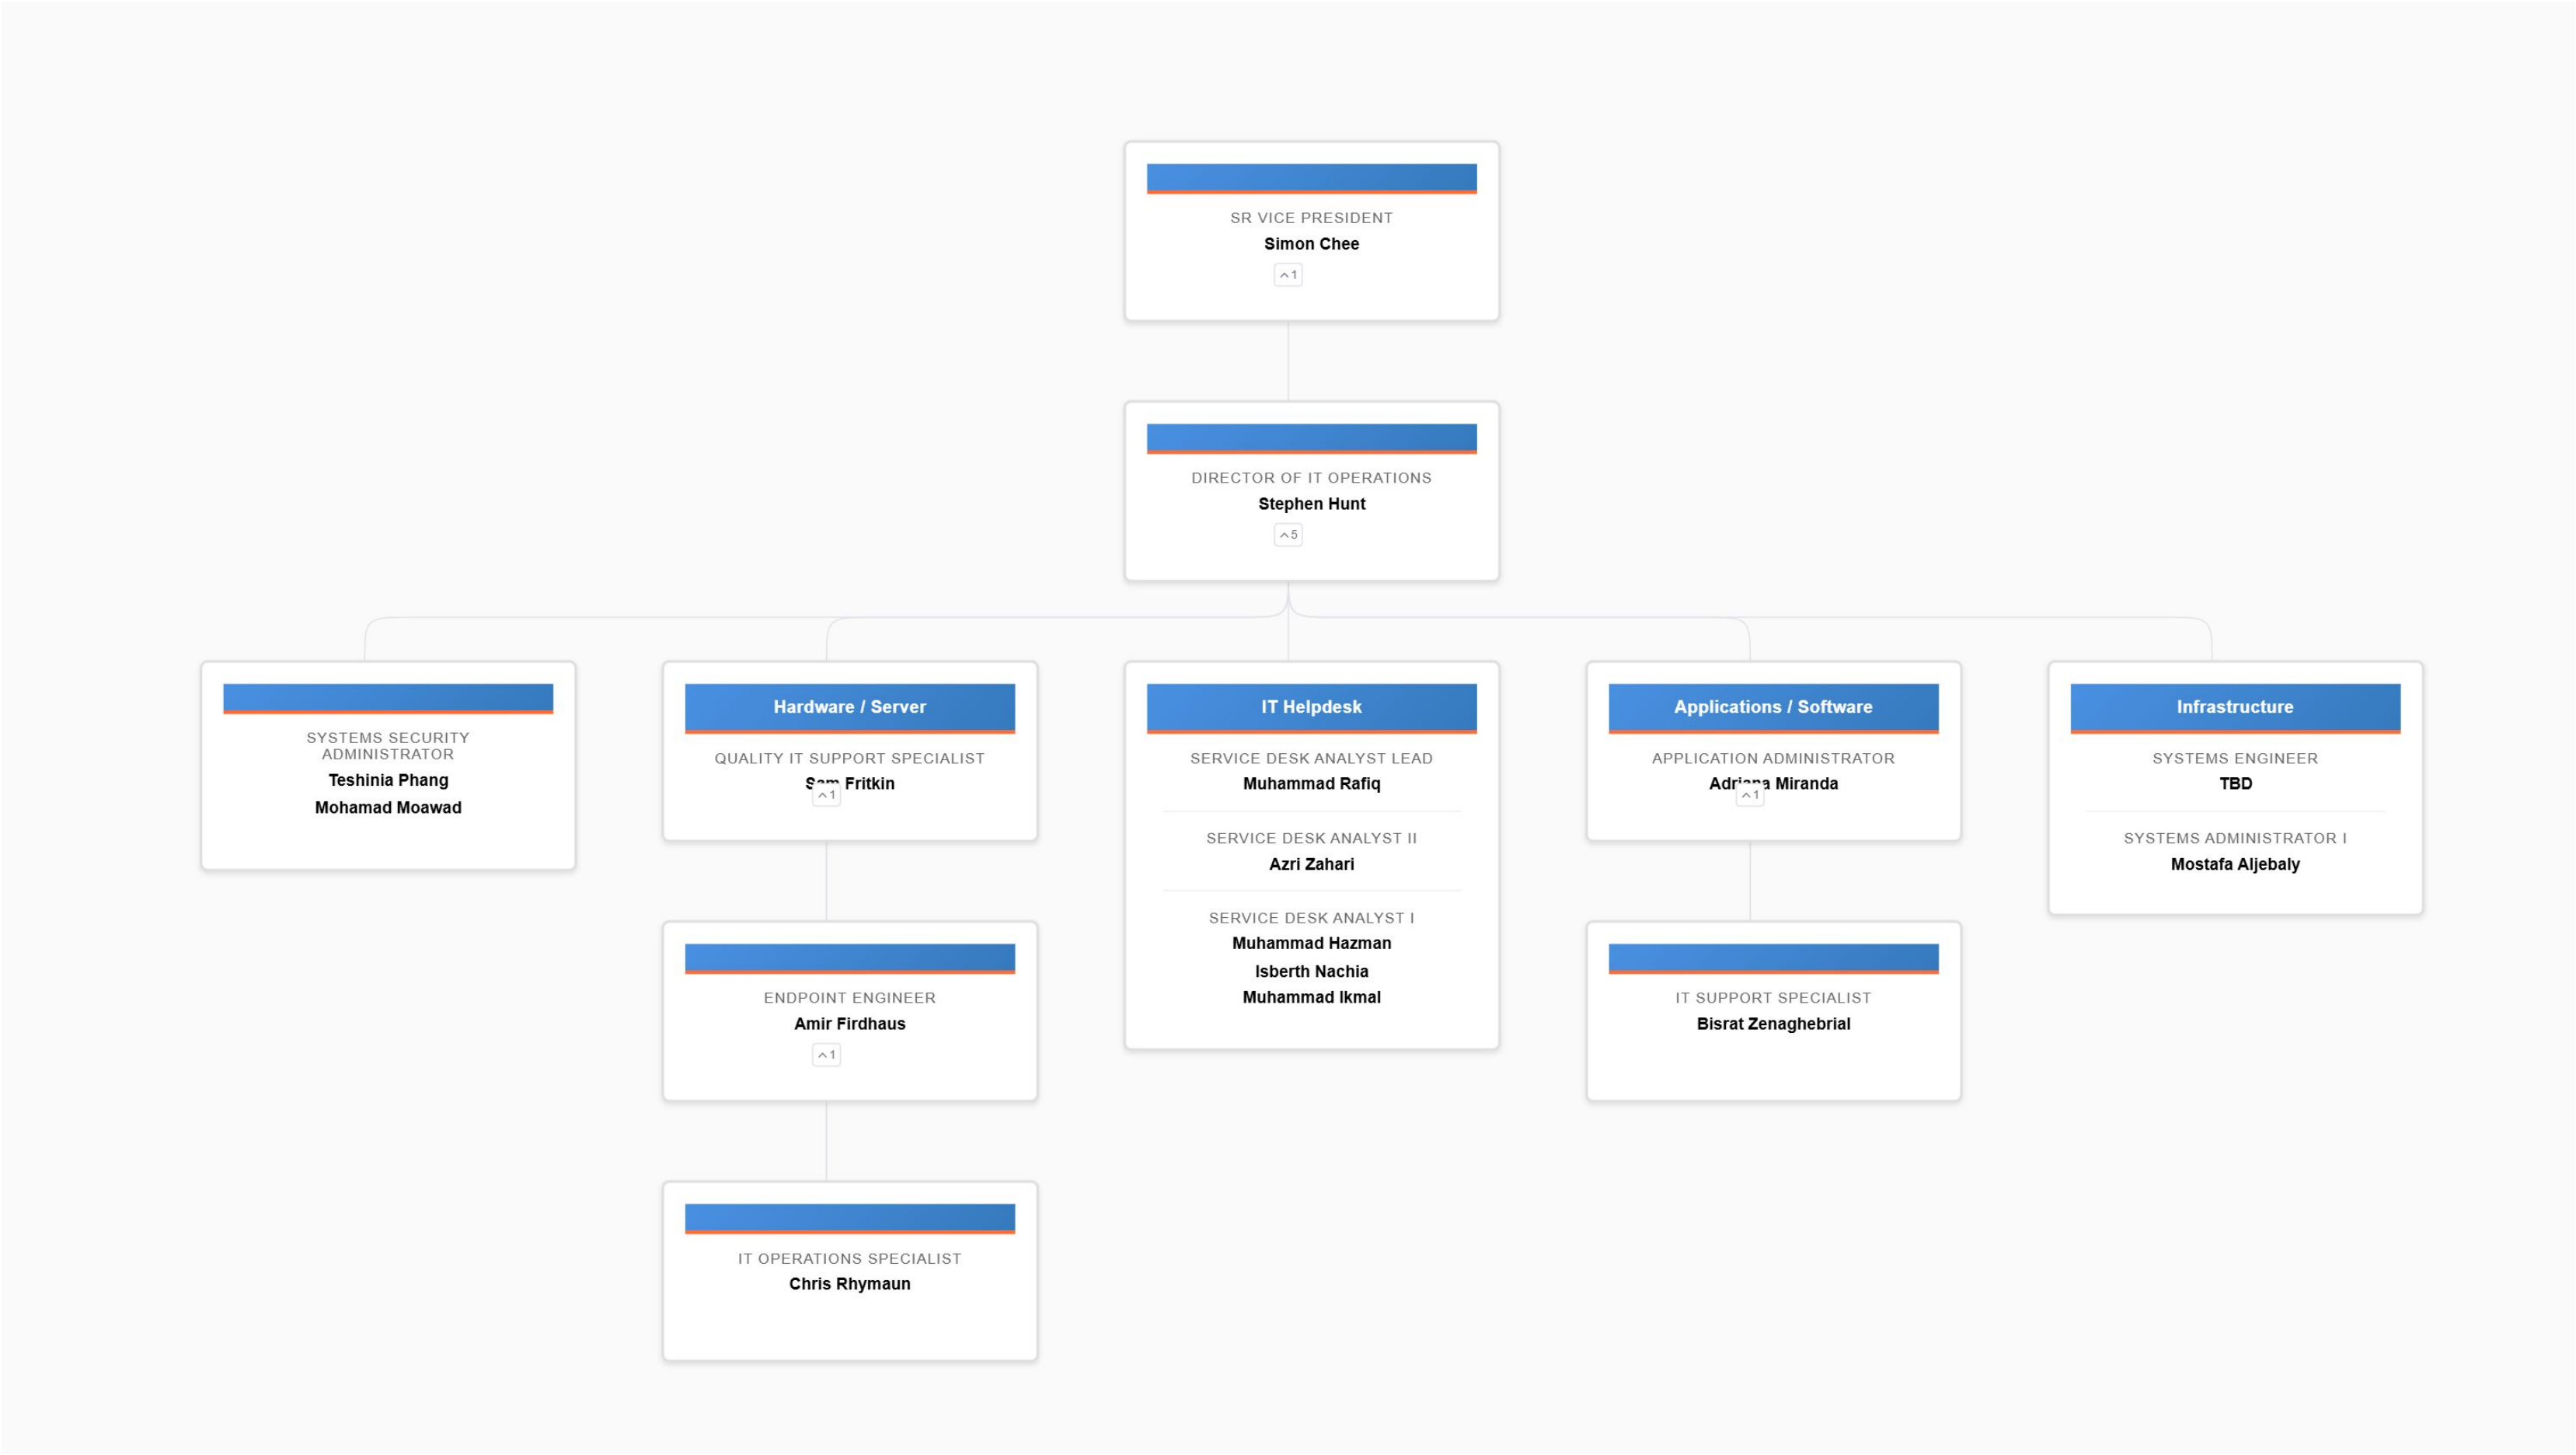 SR VICE PRESIDENT
Simon Chee
1
DIRECTOR OF IT OPERATIONS
Stephen Hunt
5
SYSTEMS SECURITY
ADMINISTRATOR
Teshinia Phang
Mohamad Moawad
Hardware / Server
QUALITY IT SUPPORT SPECIALIST
Sam Fritkin
1
ENDPOINT ENGINEER
Amir Firdhaus
1
IT OPERATIONS SPECIALIST
Chris Rhymaun
IT Helpdesk
SERVICE DESK ANALYST LEAD
Muhammad Rafiq
SERVICE DESK ANALYST II
Azri Zahari
SERVICE DESK ANALYST I
Muhammad Hazman
Isberth Nachia
Muhammad Ikmal
Applications / Software
APPLICATION ADMINISTRATOR
Adriana Miranda
1
IT SUPPORT SPECIALIST
Bisrat Zenaghebrial
Infrastructure
SYSTEMS ENGINEER
TBD
SYSTEMS ADMINISTRATOR I
Mostafa Aljebaly